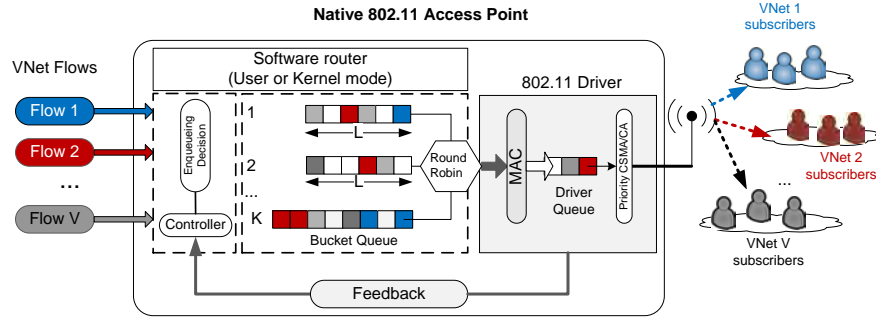 Native 802.11 Access Point
VNet 1
subscribers
VNet Flows
Software router
(User or Kernel mode)
802.11 Driver
Flow 1
Flow 2
...
Flow V
Enqueueing
Decision
Controller
1
L
2
L
...
K
Bucket Queue
Round
Robin
MAC
Driver
Queue
Priority CSMA/CA
VNet 2
subscribers
...
VNet V
subscribers
Feedback